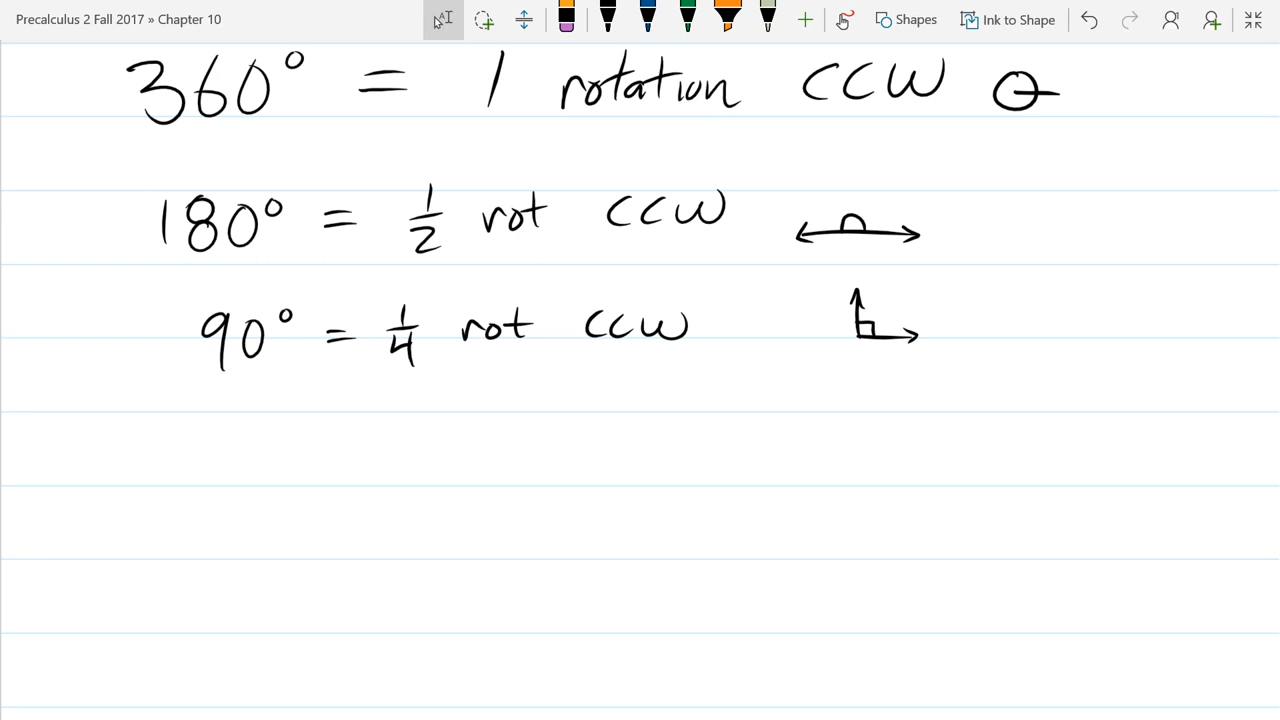 Precalculus 2 Fall 2017 » Chapter 10 Shapes Ink to Shape
360° = 1 rotation CCW
180° = 1/2 rot CCW
90° = 1/4 rot CCW